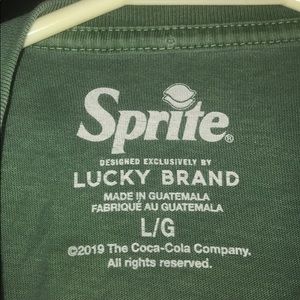 Sprite®
DESIGNED EXCLUSIVELY BY
LUCKY BRAND
MADE IN GUATEMALA
FABRIQUÉ AU GUATEMALA
L/G
©2019 The Coca-Cola Company.
All rights reserved.